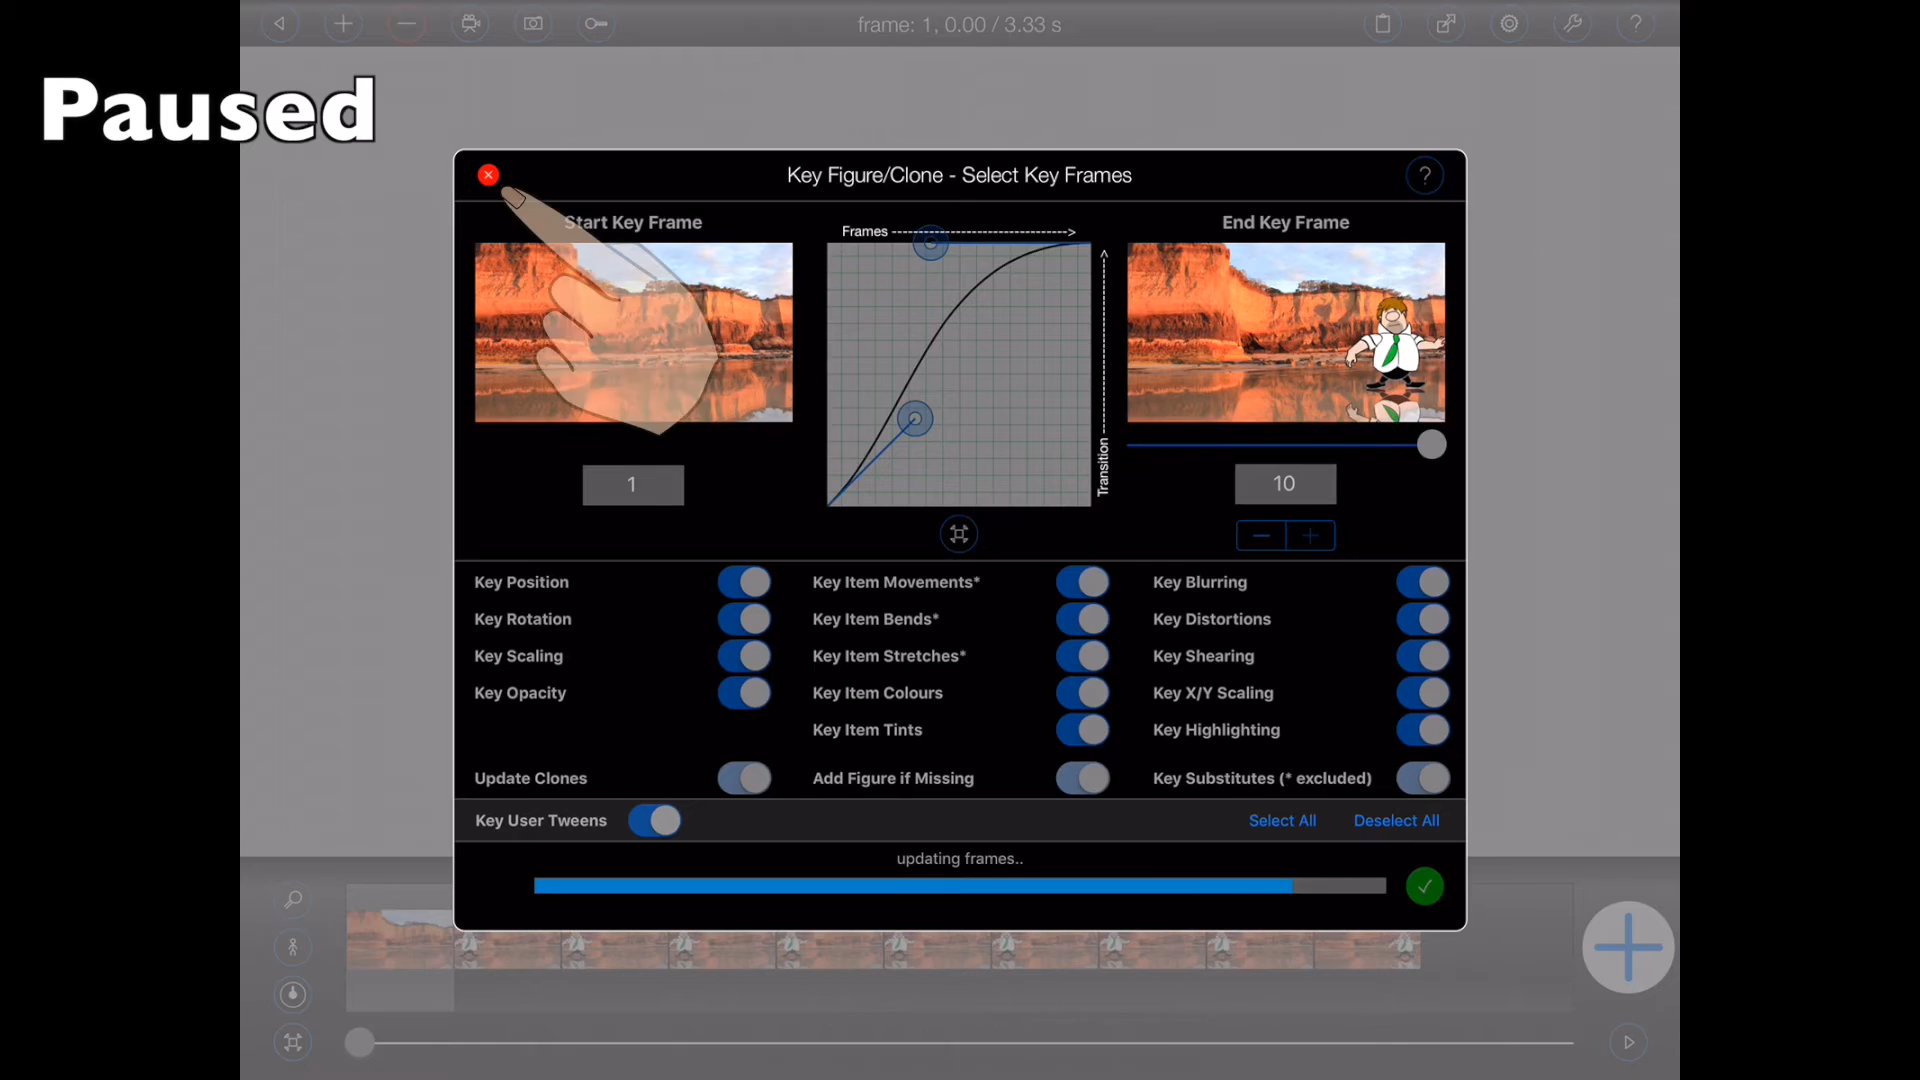 frame: 1, 0.00 / 3.33 s
?
Paused
Key Figure/Clone - Select Key Frames
?
Start Key Frame
Frames ---------------------------->
End Key Frame
Transition ---------------------------->
1
10
Key Position
Key Item Movements*
Key Blurring
Key Rotation
Key Item Bends*
Key Distortions
Key Scaling
Key Item Stretches*
Key Shearing
Key Opacity
Key Item Colours
Key X/Y Scaling
Key Item Tints
Key Highlighting
Update Clones
Add Figure if Missing
Key Substitutes (* excluded)
Key User Tweens
Select All
Deselect All
updating frames..